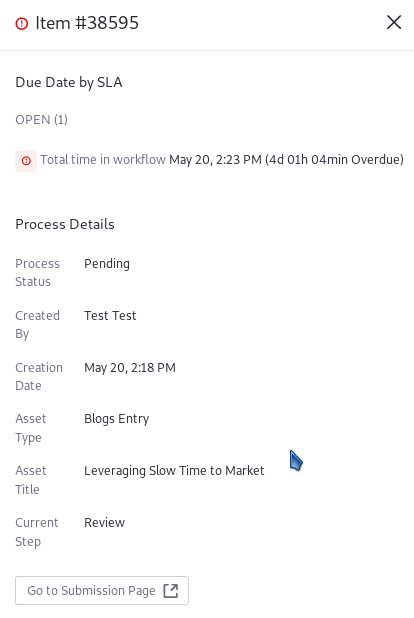 Item #38595
Due Date by SLA
OPEN (1)
Total time in workflow May 20, 2:23 PM (4d 01h 04min Overdue)
Process Details
Process Status
Pending
Created By
Test Test
Creation Date
May 20, 2:18 PM
Asset Type
Blogs Entry
Asset Title
Leveraging Slow Time to Market
Current Step
Review
Go to Submission Page